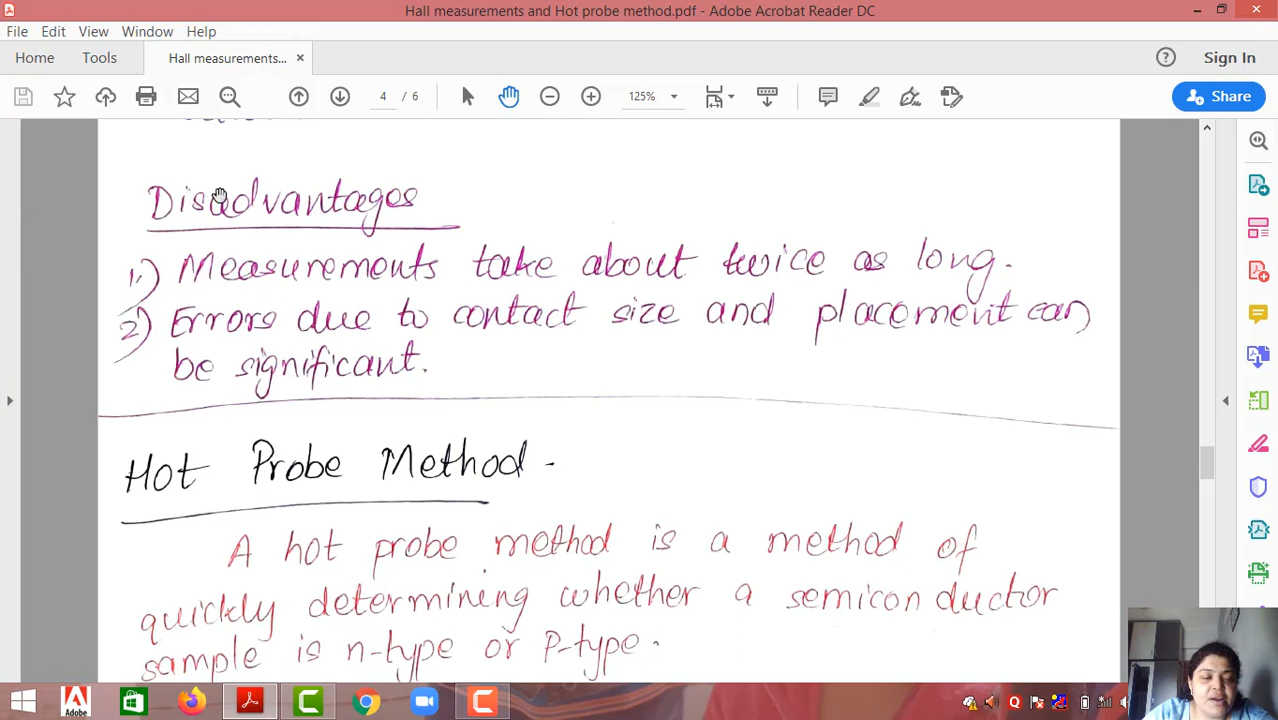 Hall measurements and Hot probe method.pdf - Adobe Acrobat Reader DC
File Edit View Window Help
Home Tools Hall measurements... × Sign In
4 / 6 125% Share
Disadvantages
1.) Measurements take about twice as long.
2) Errors due to contact size and placement can
be significant.
Hot Probe Method.
A hot probe method is a method of
quickly determining whether a semiconductor
sample is n-type or P-type.
Adobe